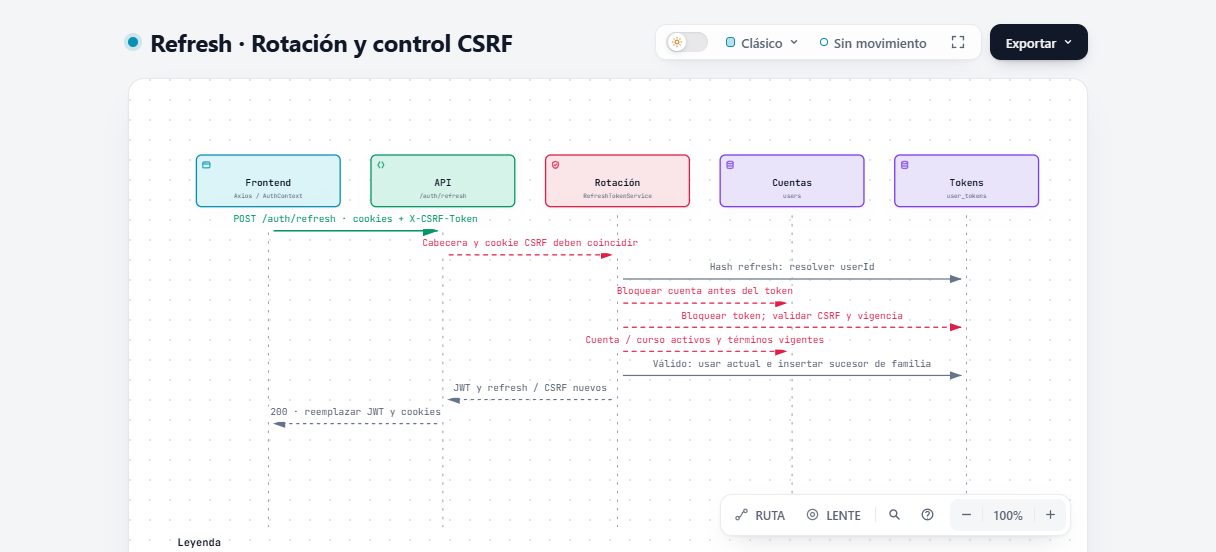 Refresh · Rotación y control CSRF
Clásico
Sin movimiento
Exportar
Frontend
Axios / AuthContext
API
/auth/refresh
Rotación
RefreshTokenService
Cuentas
users
Tokens
user_tokens
POST /auth/refresh · cookies + X-CSRF-Token
Cabecera y cookie CSRF deben coincidir
Hash refresh: resolver userId
Bloquear cuenta antes del token
Bloquear token; validar CSRF y vigencia
Cuenta / curso activos y términos vigentes
Válido: usar actual e insertar sucesor de familia
JWT y refresh / CSRF nuevos
200 · reemplazar JWT y cookies
RUTA
LENTE
100%
Leyenda